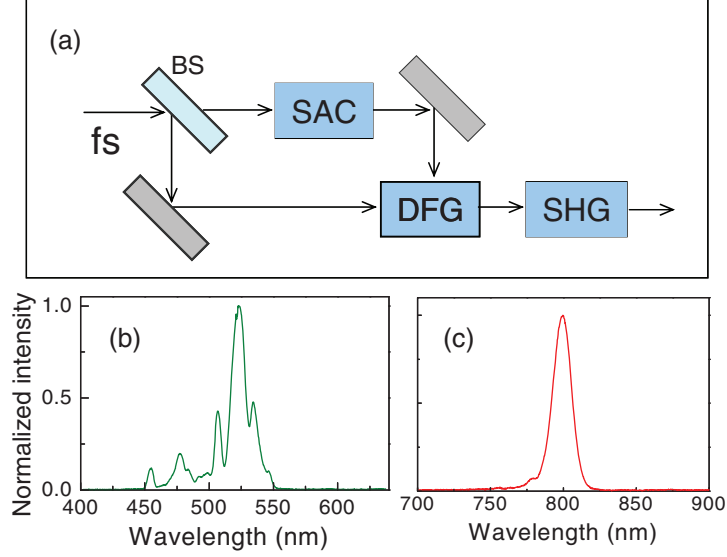 (a)
BS
SAC
fs
DFG
SHG
Normalized intensity
1.0
0.5
0.0
(b)
400 450 500 550 600
Wavelength (nm)
(c)
700 750 800 850 900
Wavelength (nm)